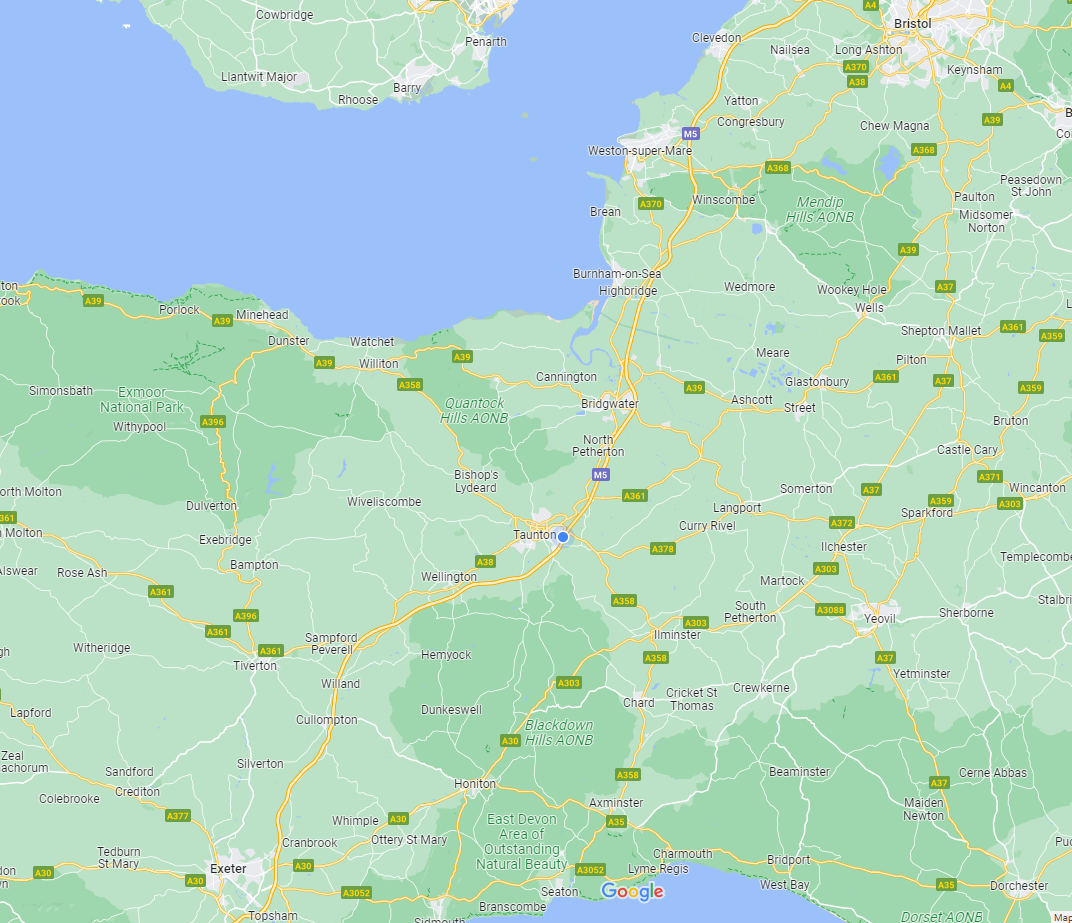 A4
Bristol
Cowbridge
Penarth
Clevedon
Nailsea
Long Ashton
A370
Keynsham
Llantwit Major
Barry
A38
A4
Rhoose
Yatton
Congresbury
A39
Chew Magna
M5
Weston-super-Mare
A368
A368
Peasedown
St John
Winscombe
Paulton
A370
Mendip
Hills AONB
Brean
Midsomer
Norton
A39
Burnham-on-Sea
Highbridge
Wedmore
Wookey Hole
A37
A39
Porlock
A39
Minehead
Wells
Shepton Mallet
A361
A359
Dunster
Watchet
A39
Williton
A39
Meare
Pilton
A358
Cannington
Glastonbury
A361
A37
A359
Simonsbath
Exmoor
National Park
A39
Quantock
Hills AONB
Bridgwater
Ashcott
Street
Withypool
A396
Bruton
North
Petherton
Castle Cary
M5
Bishop's
Lydeard
A371
Somerton
A37
Wincanton
orth Molton
A361
Dulverton
Wiveliscombe
Langport
A359
A303
Sparkford
361
Molton
Taunton
Curry Rivel
A372
Exebridge
A378
Ilchester
Templecombe
A38
Bampton
A303
Rose Ash
Wellington
Martock
A361
A358
South
Petherton
A3088
Sherborne
A396
A303
Yeovil
A361
Ilminster
Sampford
Peverell
Witheridge
A361
Hemyock
A358
A37
Tiverton
Yetminster
Willand
A303
Crewkerne
Cricket St
Thomas
Chard
Lapford
Dunkeswell
Cullompton
Blackdown
Hills AONB
A30
Zeal
Silverton
Sandford
Beaminster
Cerne Abbas
A358
A37
Crediton
Honiton
Colebrooke
Axminster
Maiden
Newton
A377
Whimple
A30
East Devon
Area of
Outstanding
Natural Beauty
A35
Cranbrook
Ottery St Mary
Tedburn
St Mary
Charmouth
Exeter
A30
Bridport
A30
A3052
Lyme Regis
A30
A35
Dorchester
West Bay
A3052
Seaton
Google
Branscombe
Topsham
Dorset AONB